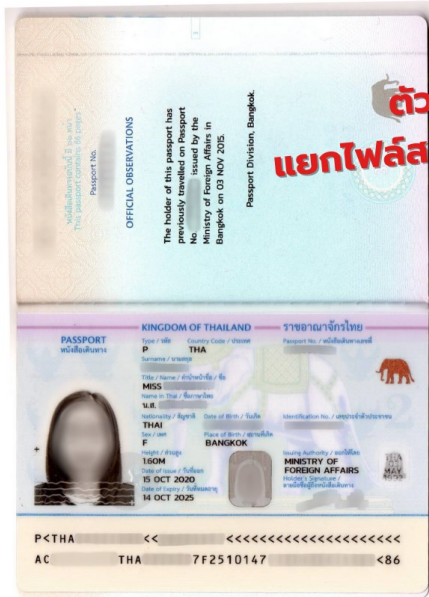 หนังสือเดินทางเล่มนี้มี 66 หน้า
This passport contains 66 pages
Passport No.
OFFICIAL OBSERVATIONS
The holder of this passport has
previously travelled on Passport
No. issued by the
Ministry of Foreign Affairs in
Bangkok on 03 NOV 2015.
Passport Division, Bangkok.
ตัว
แยกไฟล์ส
KINGDOM OF THAILAND ราชอาณาจักรไทย
PASSPORT
หนังสือเดินทาง
Type / รหัส Country Code / ประเทศ Passport No. / หนังสือเดินทางเลขที่
P THA
Surname / นามสกุล
Title / Name / คำนำหน้าชื่อ / ชื่อ
MISS
Name in Thai / ชื่อภาษาไทย
น.ส.
Nationality / สัญชาติ Date of Birth / วันเกิด Identification No. / เลขประจำตัวประชาชน
THAI
Sex / เพศ Place of Birth / สถานที่เกิด
F BANGKOK
Height / ส่วนสูง Issuing Authority / ออกให้โดย
1.60M MINISTRY OF
FOREIGN AFFAIRS
Date of Issue / วันที่ออก Holder's Signature /
15 OCT 2020 ลายมือชื่อผู้ถือหนังสือเดินทาง
Date of Expiry / วันที่หมดอายุ
14 OCT 2025
MAY
P<THA << <<<<<<<<<<<<<<<<<<<<<<
AC THA 7F2510147 <86